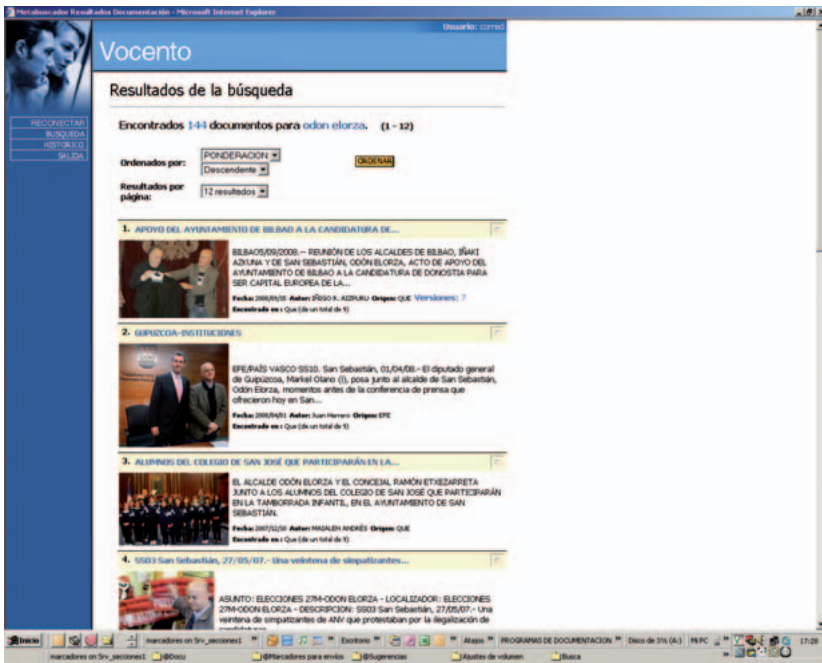 Metabuscador Resultados Documentación - Microsoft Internet Explorer
Usuario: corred
Vocento
Resultados de la búsqueda
RECONECTAR
BUSQUEDA
HISTORICO
SALIDA
Encontrados 144 documentos para odon elorza. (1 - 12)
Ordenados por: PONDERACION
Descendente
ORDENAR
Resultados por
página: 12 resultados
1. APOYO DEL AYUNTAMIENTO DE BILBAO A LA CANDIDATURA DE...
BILBAO5/09/2008.-- REUNIÓN DE LOS ALCALDES DE BILBAO, IÑAKI
AZKUNA Y DE SAN SEBASTIÁN, ODÓN ELORZA, ACTO DE APOYO DEL
AYUNTAMIENTO DE BILBAO A LA CANDIDATURA DE DONOSTIA PARA
SER CAPITAL EUROPEA DE LA...
Fecha: Autor: IÑIGO R. AIZPURU Origen: QUE Versiones: 7
Encontrado en: Que (de un total de 9)
2. GUIPUZCOA-INSTITUCIONES
EFE/PAÍS VASCO SS10. San Sebastián, 01/04/08.- El diputado general
de Guipúzcoa, Markel Olano (i), posa junto al alcalde de San Sebastián,
Odón Elorza, momentos antes de la conferencia de prensa que
ofrecieron hoy en San...
Fecha: 2008/04/01 Autor: Juan Herrero Origen: EFE
Encontrado en: Que (de un total de 9)
3. ALUMNOS DEL COLEGIO DE SAN JOSÉ QUE PARTICIPARÁN EN LA...
EL ALCALDE ODÓN ELORZA Y EL CONCEJAL RAMÓN ETXEZARRETA
JUNTO A LOS ALUMNOS DEL COLEGIO DE SAN JOSÉ QUE PARTICIPARÁN
EN LA TAMBORRADA INFANTIL, EN EL AYUNTAMIENTO DE SAN
SEBASTIÁN.
Fecha: Autor: MAIALEN ANDRÉS Origen: QUE
Encontrado en: Que (de un total de 9)
4. SS03 San Sebastián, 27/05/07.- Una veintena de simpatizantes...
ASUNTO: ELECCIONES 27M-ODON ELORZA - LOCALIZADOR: ELECCIONES
27M-ODON ELORZA - DESCRIPCION: SS03 San Sebastián, 27/05/07.- Una
veintena de simpatizantes de ANV que protestaban por la ilegalización de
candidaturas
Inicio marcadores on Srv_secciones1 Escritorio Atajos PROGRAMAS DE DOCUMENTACION Disco de 3½ (A:) Mi PC 17:28
marcadores on Srv_secciones1 @Docu @Marcadores para envíos @Sugerencias Ajustes de volumen Busca